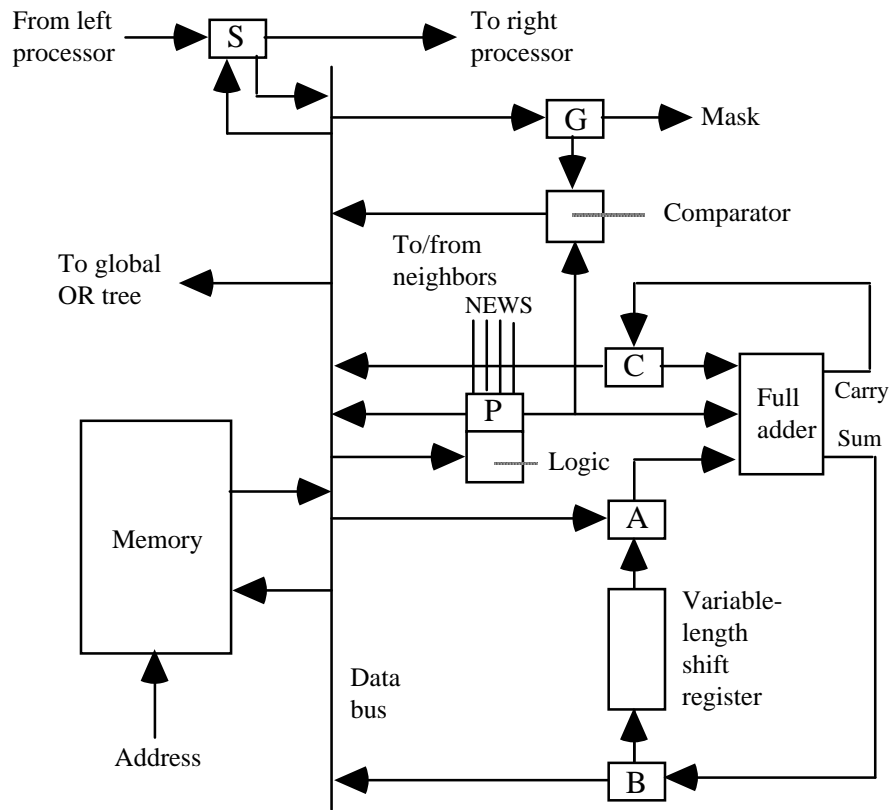 From left
processor
S
To right
processor
G
Mask
Comparator
To/from
neighbors
To global
OR tree
NEWS
C
P
Full
adder
Carry
Sum
Logic
A
Memory
Variable-
length
shift
register
Data
bus
Address
B